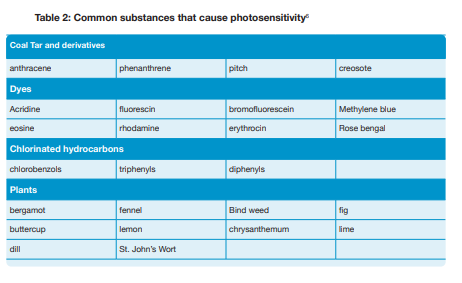 Table 2: Common substances that cause photosensitivity⁶
Coal Tar and derivatives
anthracene phenanthrene pitch creosote
Dyes
Acridine fluorescin bromofluorescein Methylene blue
eosine rhodamine erythrocin Rose bengal
Chlorinated hydrocarbons
chlorobenzols triphenyls diphenyls
Plants
bergamot fennel Bind weed fig
buttercup lemon chrysanthemum lime
dill St. John's Wort